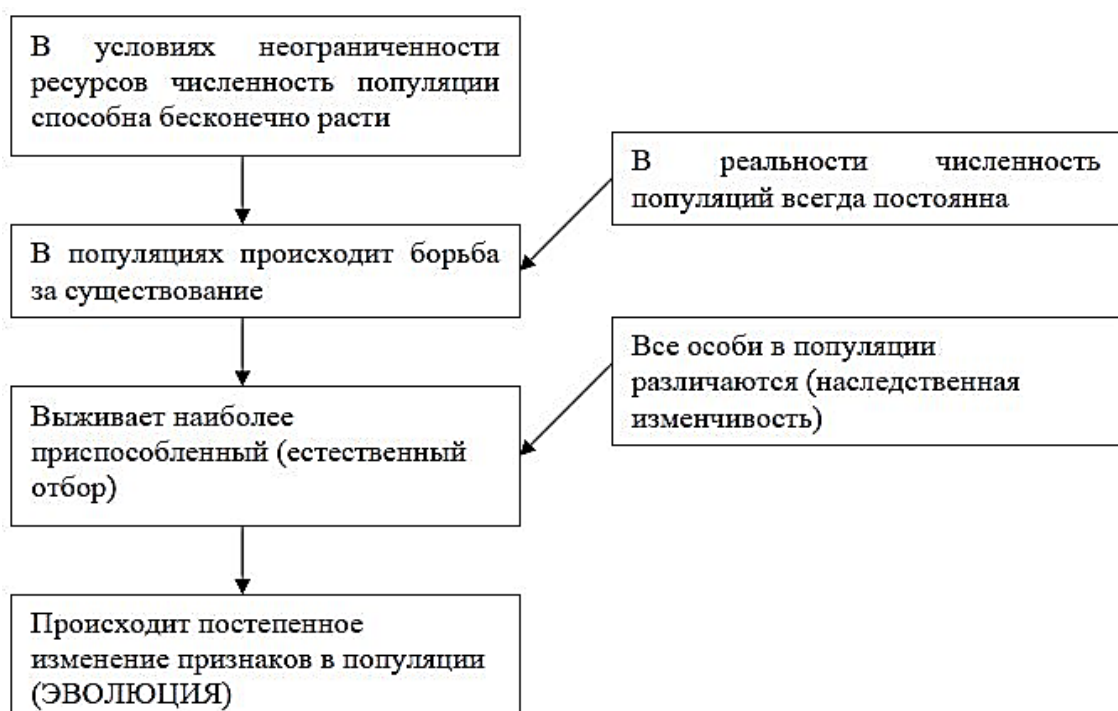 В условиях неограниченности
ресурсов численность популяции
способна бесконечно расти
В реальности численность
популяций всегда постоянна
В популяциях происходит борьба
за существование
Все особи в популяции
различаются (наследственная
изменчивость)
Выживает наиболее
приспособленный (естественный
отбор)
Происходит постепенное
изменение признаков в популяции
(ЭВОЛЮЦИЯ)